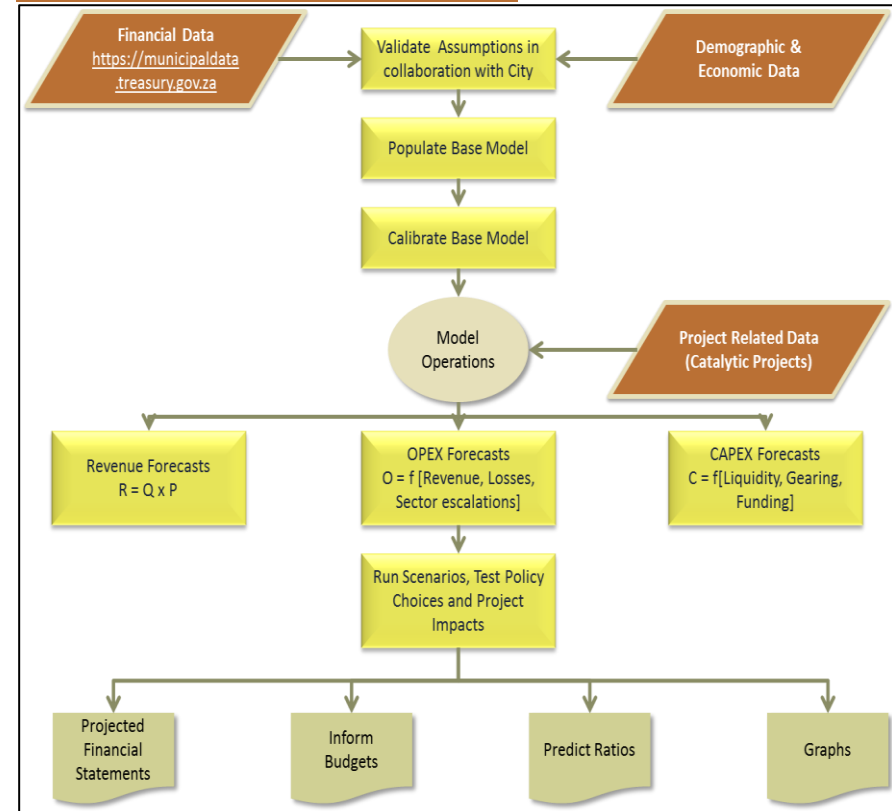 Financial Data
https://municipaldata
.treasury.gov.za
Validate Assumptions in
collaboration with City
Demographic &
Economic Data
Populate Base Model
Calibrate Base Model
Model
Operations
Project Related Data
(Catalytic Projects)
Revenue Forecasts
R = Q x P
OPEX Forecasts
O = f [Revenue, Losses,
Sector escalations]
CAPEX Forecasts
C = f[Liquidity, Gearing,
Funding]
Run Scenarios, Test Policy
Choices and Project
Impacts
Projected
Financial
Statements
Inform
Budgets
Predict Ratios
Graphs